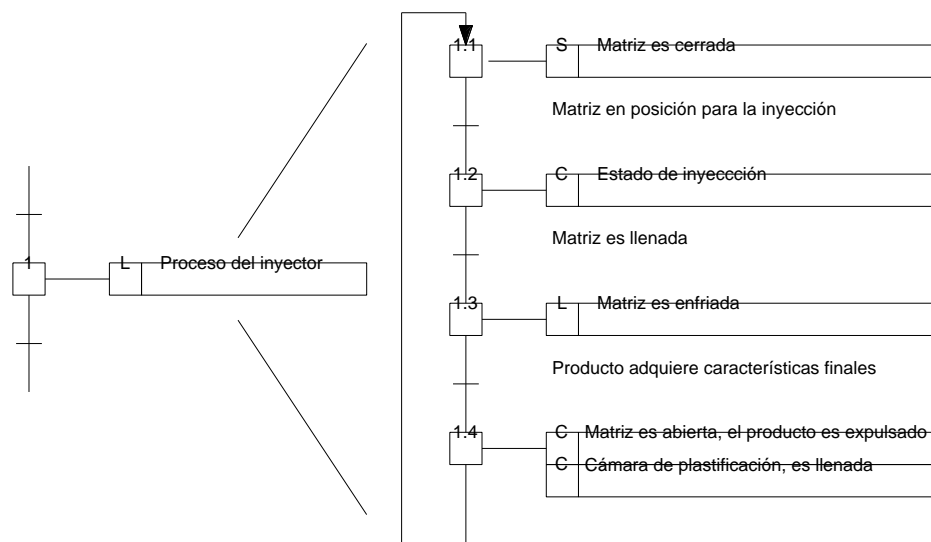 1.1
S Matriz es cerrada
Matriz en posición para la inyección
1.2
C Estado de inyeccción
Matriz es llenada
1
L Proceso del inyector
1.3
L Matriz es enfriada
Producto adquiere características finales
1.4
C Matriz es abierta, el producto es expulsado
C Cámara de plastificación, es llenada